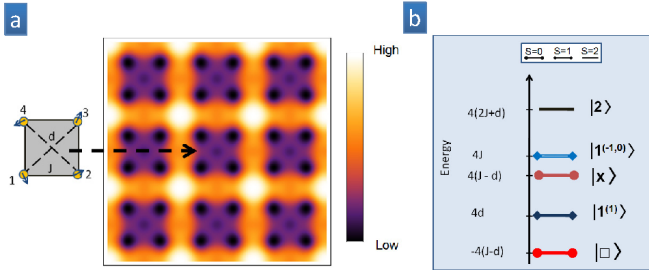 a
4
3
d
J
1
2
High
Low
b
S=0 S=1 S=2
Energy
4(2J+d)
|2⟩
4J
|1⁽⁻¹,⁰⁾⟩
4(J - d)
|x⟩
4d
|1⁽¹⁾⟩
-4(J-d)
|□⟩